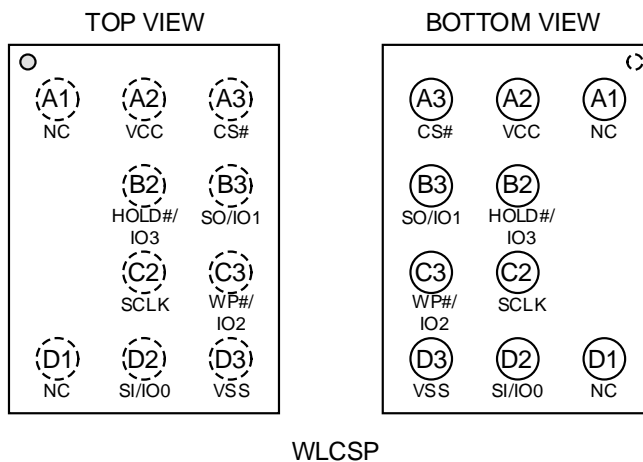 TOP VIEW
BOTTOM VIEW
A1 A2 A3
NC VCC CS#
B2 B3
HOLD#/ SO/IO1
IO3
C2 C3
SCLK WP#/
IO2
D1 D2 D3
NC SI/IO0 VSS
A3 A2 A1
CS# VCC NC
B3 B2
SO/IO1 HOLD#/
IO3
C3 C2
WP#/ SCLK
IO2
D3 D2 D1
VSS SI/IO0 NC
WLCSP